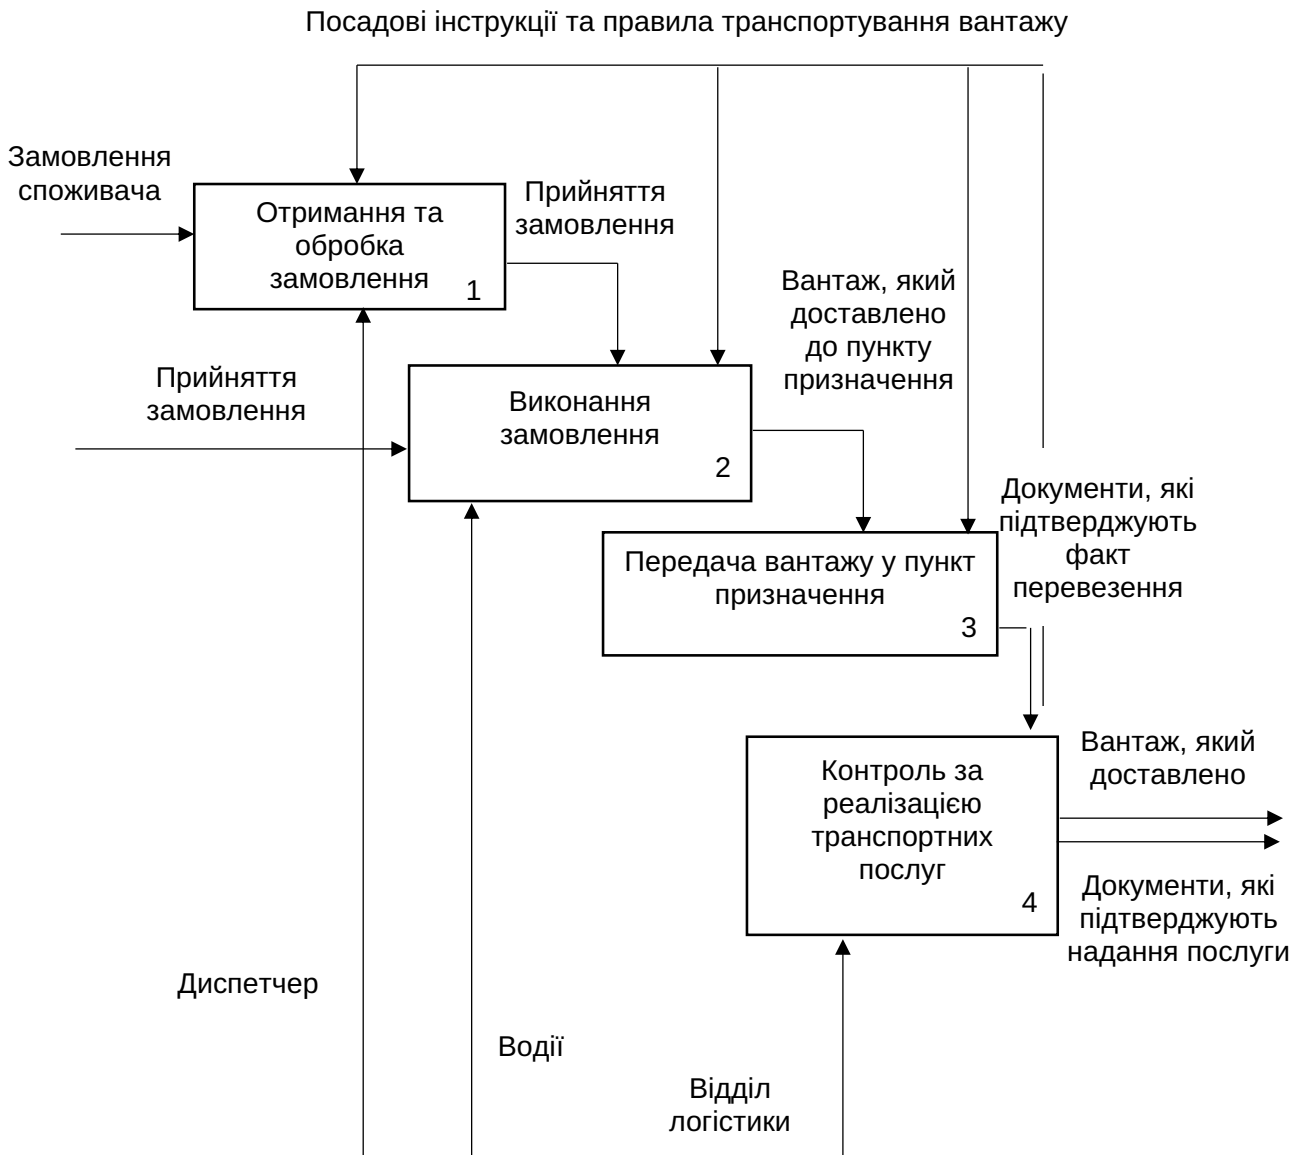 Посадові інструкції та правила транспортування вантажу
Замовлення
споживача
Отримання та
обробка
замовлення
1
Прийняття
замовлення
Вантаж, який
доставлено
до пункту
призначення
Прийняття
замовлення
Виконання
замовлення
2
Документи, які
підтверджують
факт
перевезення
Передача вантажу у пункт
призначення
3
Контроль за
реалізацією
транспортних
послуг
4
Вантаж, який
доставлено
Документи, які
підтверджують
надання послуги
Диспетчер
Водії
Відділ
логістики